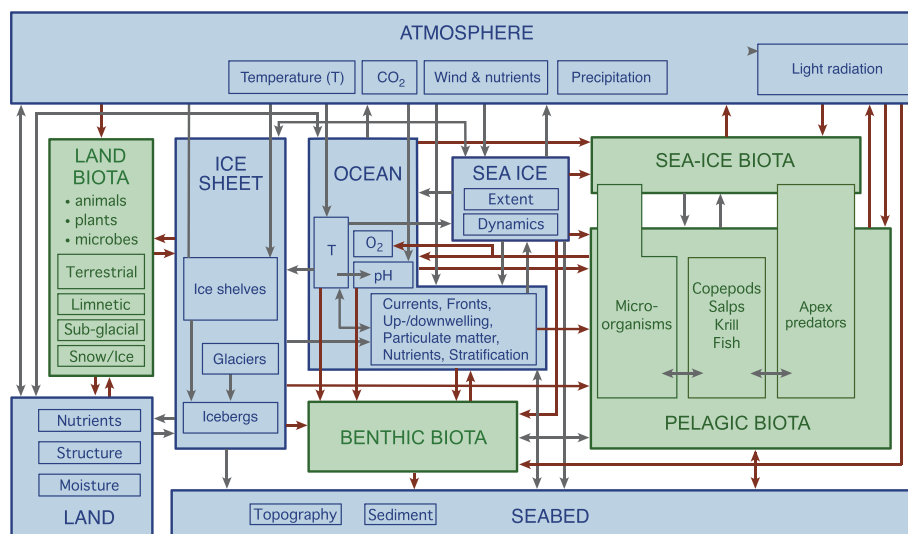 ATMOSPHERE
Temperature (T)
CO2
Wind & nutrients
Precipitation
Light radiation
LAND
BIOTA
• animals
• plants
• microbes
Terrestrial
Limnetic
Sub-glacial
Snow/Ice
ICE
SHEET
Ice shelves
Glaciers
Icebergs
OCEAN
T
O2
pH
Currents, Fronts,
Up-/downwelling,
Particulate matter,
Nutrients, Stratification
SEA ICE
Extent
Dynamics
SEA-ICE BIOTA
Micro-
organisms
Copepods
Salps
Krill
Fish
Apex
predators
PELAGIC BIOTA
BENTHIC BIOTA
Nutrients
Structure
Moisture
LAND
Topography
Sediment
SEABED